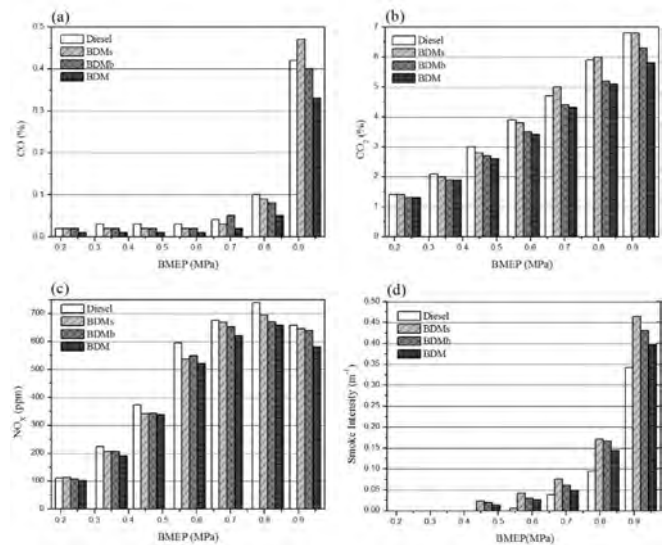 (a)
Diesel
BDMs
BDMb
BDM
CO (%)
0.5
0.4
0.3
0.2
0.1
0.0
0.2 0.3 0.4 0.5 0.6 0.7 0.8 0.9
BMEP (MPa)
(b)
Diesel
BDMs
BDMb
BDM
CO₂ (%)
7
6
5
4
3
2
1
0
0.2 0.3 0.4 0.5 0.6 0.7 0.8 0.9
BMEP (MPa)
(c)
Diesel
BDMs
BDMb
BDM
NOX (ppm)
700
600
500
400
300
200
100
0
0.2 0.3 0.4 0.5 0.6 0.7 0.8 0.9
BMEP (MPa)
(d)
Diesel
BDMs
BDMb
BDM
Smoke Intensity (m⁻¹)
0.50
0.45
0.40
0.35
0.30
0.25
0.20
0.15
0.10
0.05
0.00
0.2 0.3 0.4 0.5 0.6 0.7 0.8 0.9
BMEP(MPa)